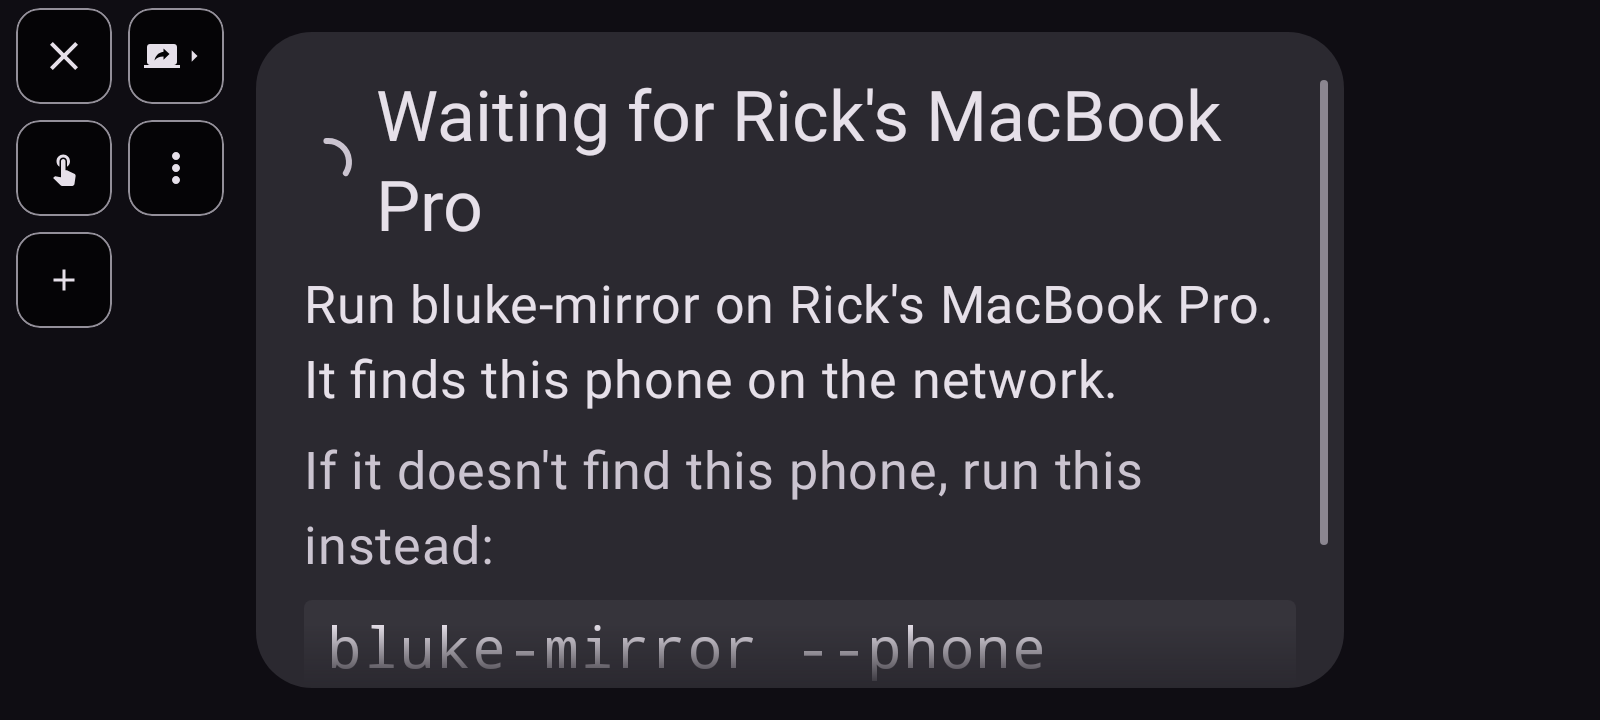 Waiting for Rick's MacBook
Pro
Run bluke-mirror on Rick's MacBook Pro.
It finds this phone on the network.
If it doesn't find this phone, run this
instead:
bluke-mirror --phone